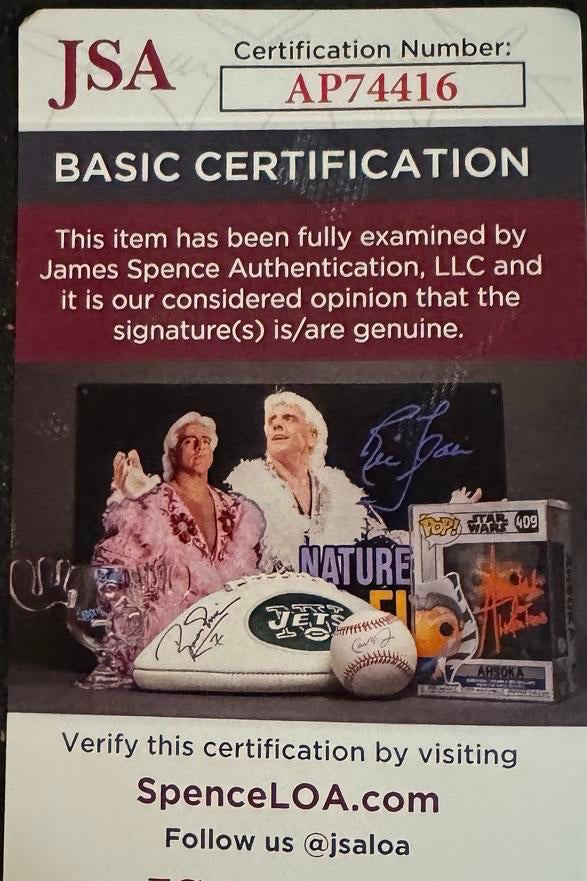 JSA
Certification Number:
AP74416
BASIC CERTIFICATION
This item has been fully examined by
James Spence Authentication, LLC and
it is our considered opinion that the
signature(s) is/are genuine.
Ric Flair
NATURE
JETS
POP!
STAR
WARS
409
AHSOKA
Verify this certification by visiting
SpenceLOA.com
Follow us @jsaloa